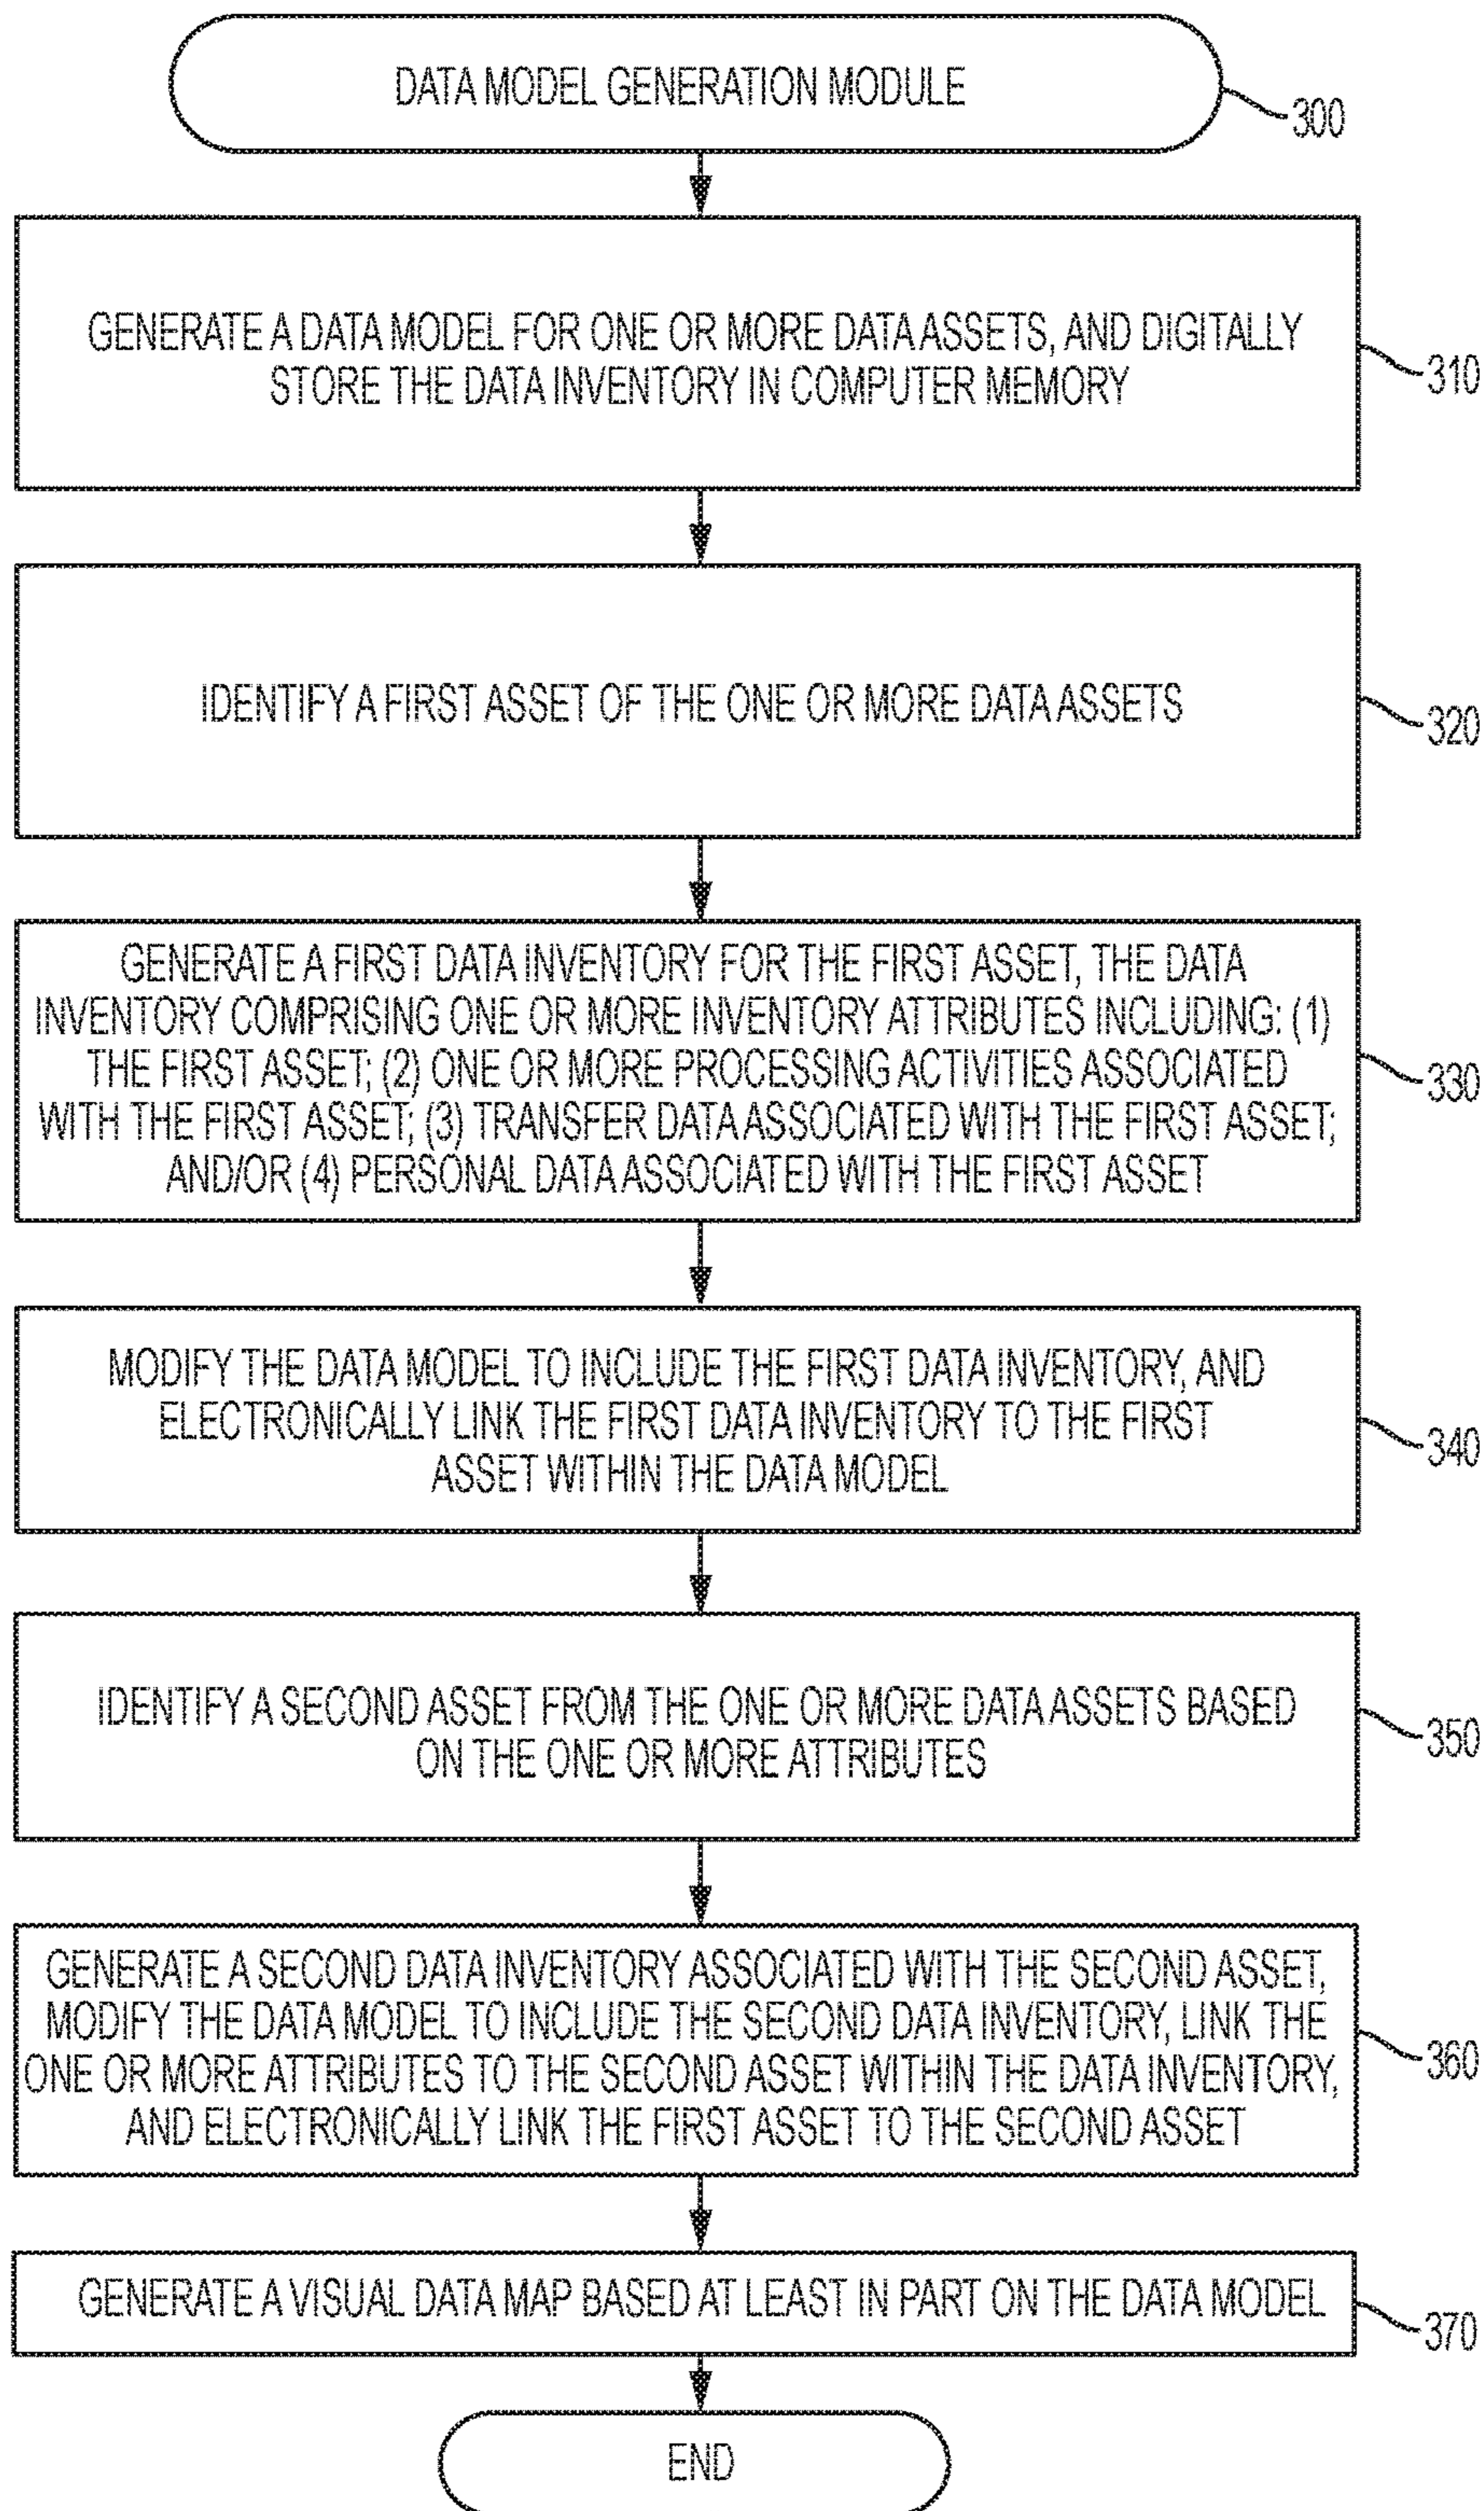 DATA MODEL GENERATION MODULE
300
GENERATE A DATA MODEL FOR ONE OR MORE DATA ASSETS, AND DIGITALLY
STORE THE DATA INVENTORY IN COMPUTER MEMORY
310
IDENTIFY A FIRST ASSET OF THE ONE OR MORE DATA ASSETS
320
GENERATE A FIRST DATA INVENTORY FOR THE FIRST ASSET, THE DATA
INVENTORY COMPRISING ONE OR MORE INVENTORY ATTRIBUTES INCLUDING: (1)
THE FIRST ASSET; (2) ONE OR MORE PROCESSING ACTIVITIES ASSOCIATED
WITH THE FIRST ASSET; (3) TRANSFER DATA ASSOCIATED WITH THE FIRST ASSET;
AND/OR (4) PERSONAL DATA ASSOCIATED WITH THE FIRST ASSET
330
MODIFY THE DATA MODEL TO INCLUDE THE FIRST DATA INVENTORY, AND
ELECTRONICALLY LINK THE FIRST DATA INVENTORY TO THE FIRST
ASSET WITHIN THE DATA MODEL
340
IDENTIFY A SECOND ASSET FROM THE ONE OR MORE DATA ASSETS BASED
ON THE ONE OR MORE ATTRIBUTES
350
GENERATE A SECOND DATA INVENTORY ASSOCIATED WITH THE SECOND ASSET,
MODIFY THE DATA MODEL TO INCLUDE THE SECOND DATA INVENTORY, LINK THE
ONE OR MORE ATTRIBUTES TO THE SECOND ASSET WITHIN THE DATA INVENTORY,
AND ELECTRONICALLY LINK THE FIRST ASSET TO THE SECOND ASSET
360
GENERATE A VISUAL DATA MAP BASED AT LEAST IN PART ON THE DATA MODEL
370
END